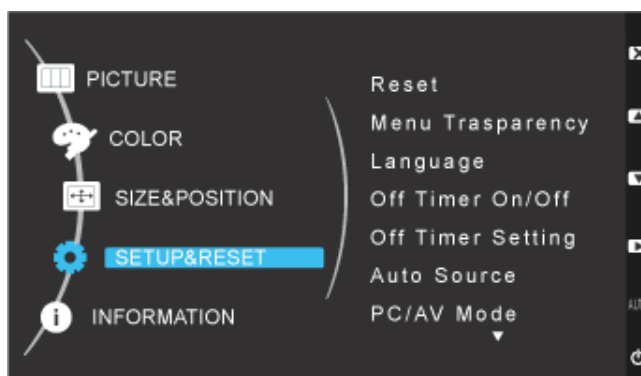 PICTURE
COLOR
SIZE&POSITION
SETUP&RESET
INFORMATION
Reset
Menu Trasparency
Language
Off Timer On/Off
Off Timer Setting
Auto Source
PC/AV Mode